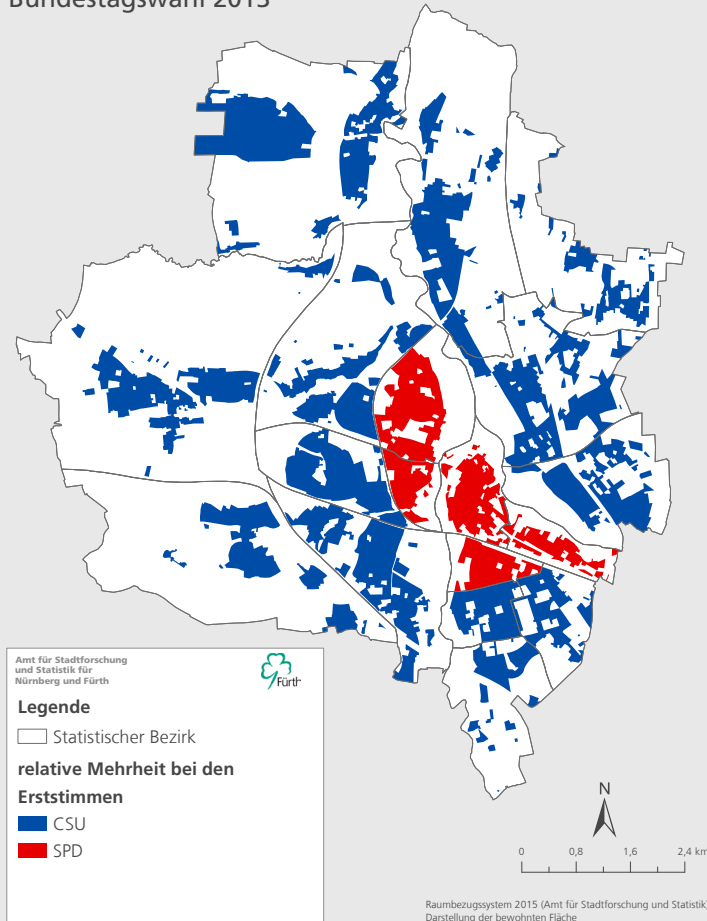 Bundestagswahl 2013
Amt für Stadtforschung
und Statistik für
Nürnberg und Fürth
Fürth
Legende
Statistischer Bezirk
relative Mehrheit bei den
Erststimmen
CSU
SPD
N
0 0,8 1,6 2,4 km
Raumbezugssystem 2015 (Amt für Stadtforschung und Statistik)
Darstellung der bewohnten Fläche